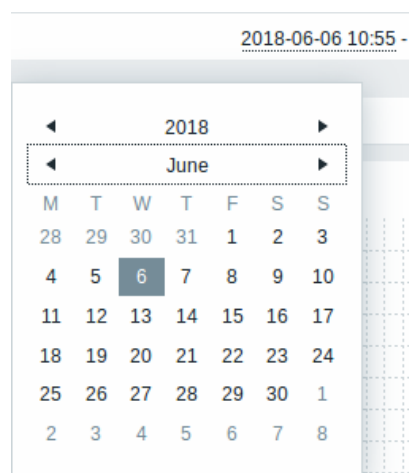 2018-06-06 10:55 -
◀ 2018 ▶
◀ June ▶
M T W T F S S
28 29 30 31 1 2 3
4 5 6 7 8 9 10
11 12 13 14 15 16 17
18 19 20 21 22 23 24
25 26 27 28 29 30 1
2 3 4 5 6 7 8